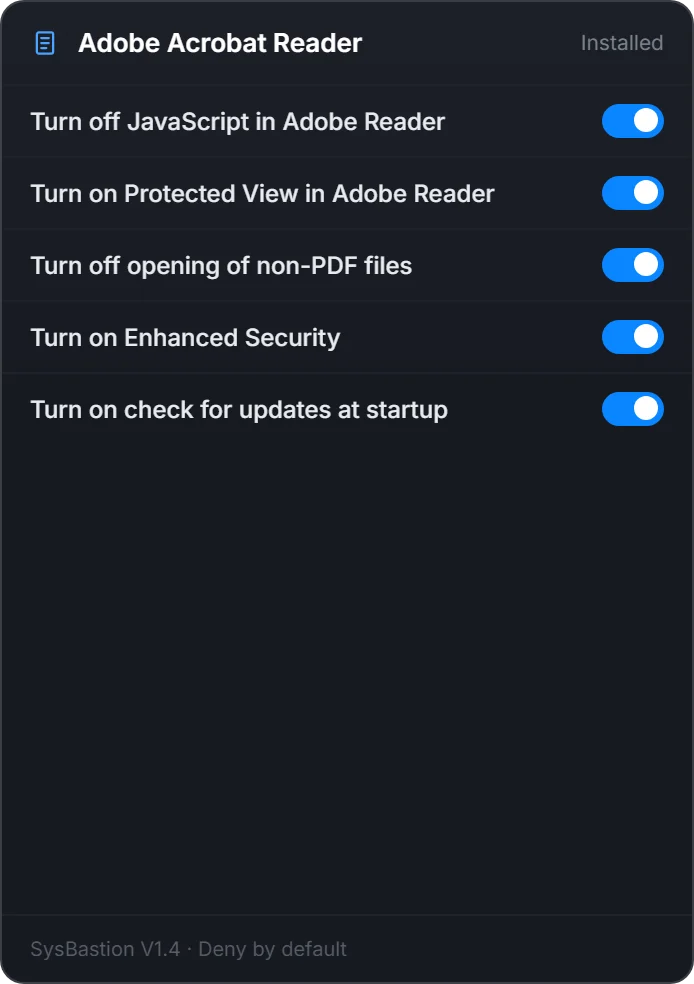 Adobe Acrobat Reader
Installed
Turn off JavaScript in Adobe Reader
Turn on Protected View in Adobe Reader
Turn off opening of non-PDF files
Turn on Enhanced Security
Turn on check for updates at startup
SysBastion V1.4 · Deny by default